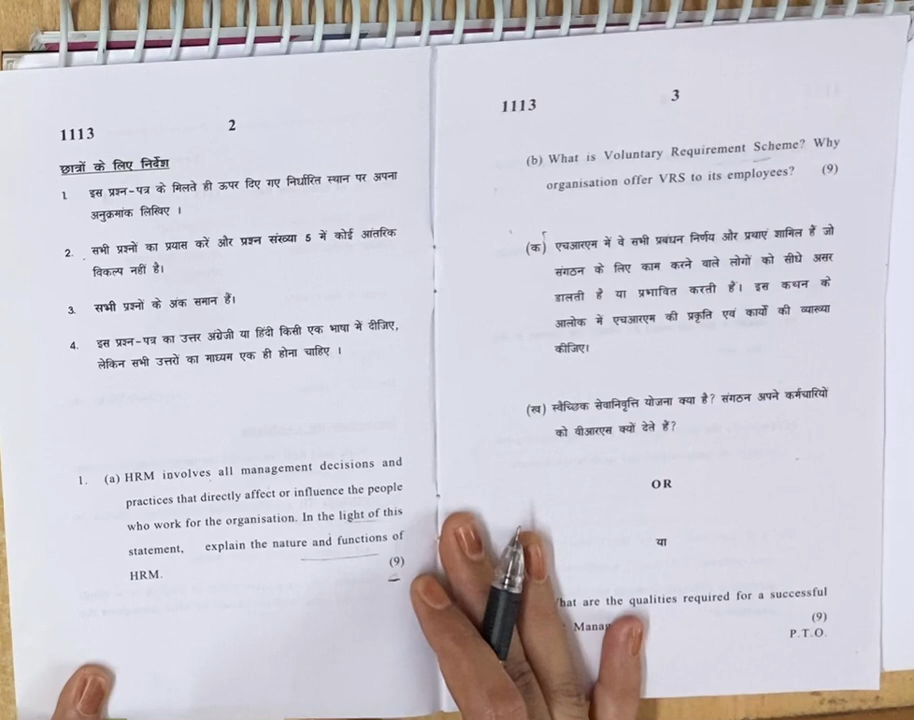 1113
2
छात्रों के लिए निर्देश
1. इस प्रश्न-पत्र के मिलते ही ऊपर दिए गए निर्धारित स्थान पर अपना
अनुक्रमांक लिखिए ।
2. सभी प्रश्नों का प्रयास करें और प्रश्न संख्या 5 में कोई आंतरिक
विकल्प नहीं है।
3. सभी प्रश्नों के अंक समान हैं।
4. इस प्रश्न-पत्र का उत्तर अंग्रेजी या हिंदी किसी एक भाषा में दीजिए,
लेकिन सभी उत्तरों का माध्यम एक ही होना चाहिए ।
1. (a) HRM involves all management decisions and
practices that directly affect or influence the people
who work for the organisation. In the light of this
statement, explain the nature and functions of
HRM. (9)
1113
3
(b) What is Voluntary Requirement Scheme? Why
organisation offer VRS to its employees? (9)
(क) एचआरएम में वे सभी प्रबंधन निर्णय और प्रथाएं शामिल हैं जो
संगठन के लिए काम करने वाले लोगों को सीधे असर
डालती हैं या प्रभावित करती हैं। इस कथन के
आलोक में एचआरएम की प्रकृति एवं कार्यों की व्याख्या
कीजिए।
(ख) स्वैच्छिक सेवानिवृत्ति योजना क्या है? संगठन अपने कर्मचारियों
को वीआरएस क्यों देते हैं?
OR
या
hat are the qualities required for a successful
Manag (9)
P.T.O.